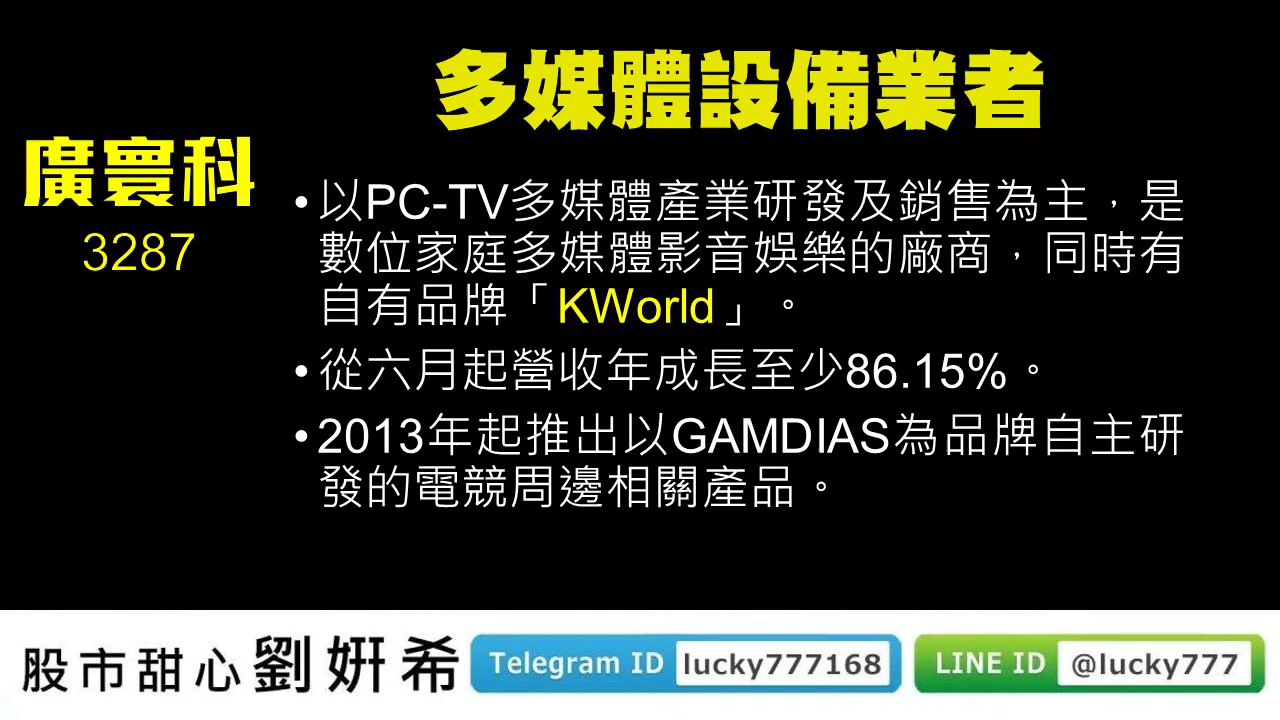 多媒體設備業者
廣寰科
3287
•以PC-TV多媒體產業研發及銷售為主，是
數位家庭多媒體影音娛樂的廠商，同時有
自有品牌「KWorld」。
•從六月起營收年成長至少86.15%。
•2013年起推出以GAMDIAS為品牌自主研
發的電競周邊相關產品。
股市甜心劉妍希 Telegram ID lucky777168 LINE ID @lucky777